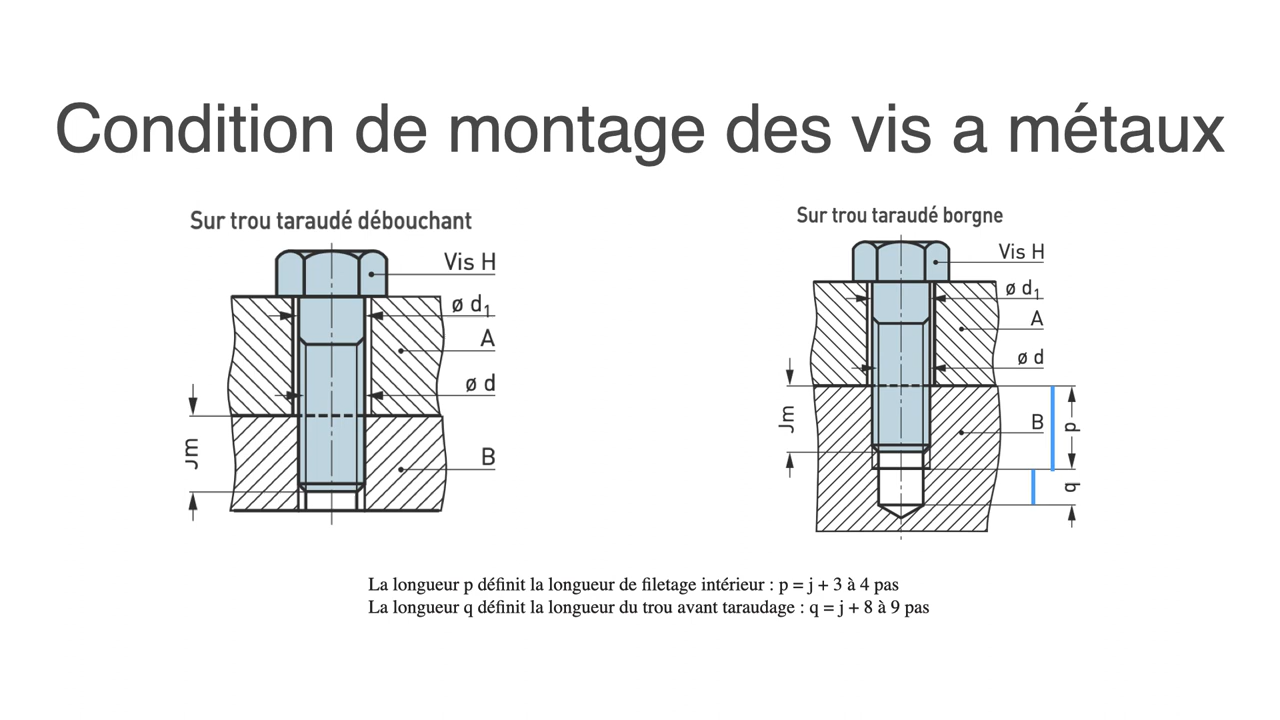 Condition de montage des vis a métaux
Sur trou taraudé débouchant
Vis H
ø d1
A
ø d
Jm
B
Sur trou taraudé borgne
Vis H
ø d1
A
ø d
Jm
B
p
q
La longueur p définit la longueur de filetage intérieur : p = j + 3 à 4 pas
La longueur q définit la longueur du trou avant taraudage : q = j + 8 à 9 pas